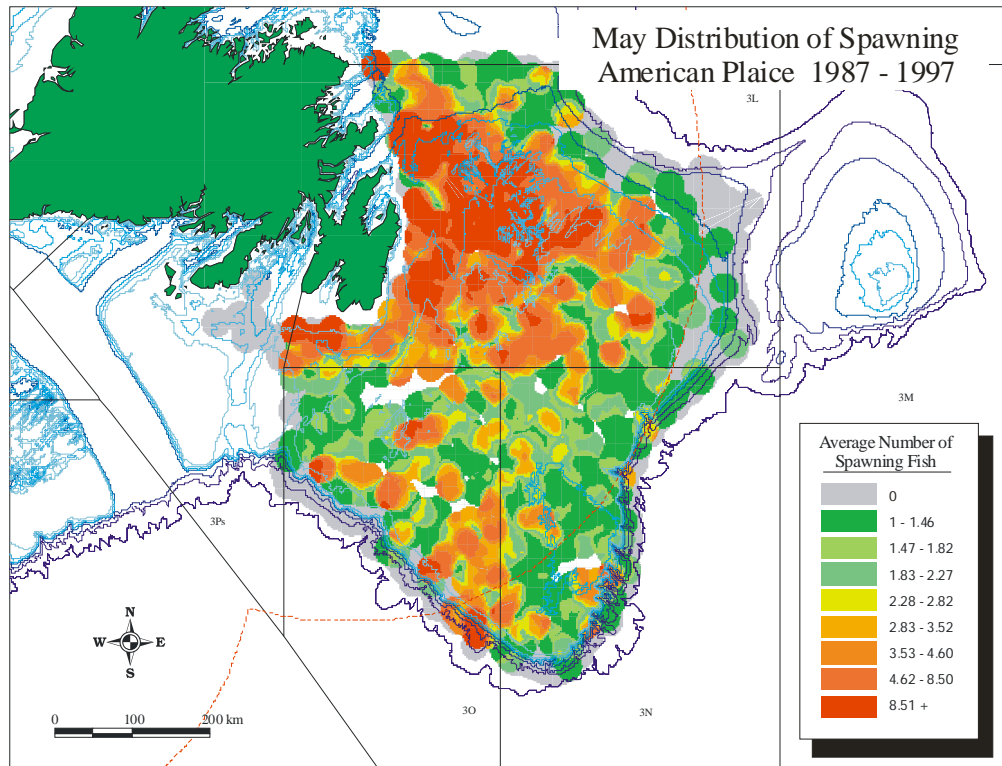 May Distribution of Spawning
American Plaice 1987 - 1997
3L
3M
3Ps
3O
3N
Average Number of
Spawning Fish
0
1 - 1.46
1.47 - 1.82
1.83 - 2.27
2.28 - 2.82
2.83 - 3.52
3.53 - 4.60
4.62 - 8.50
8.51 +
N
W E
S
0 100 200 km